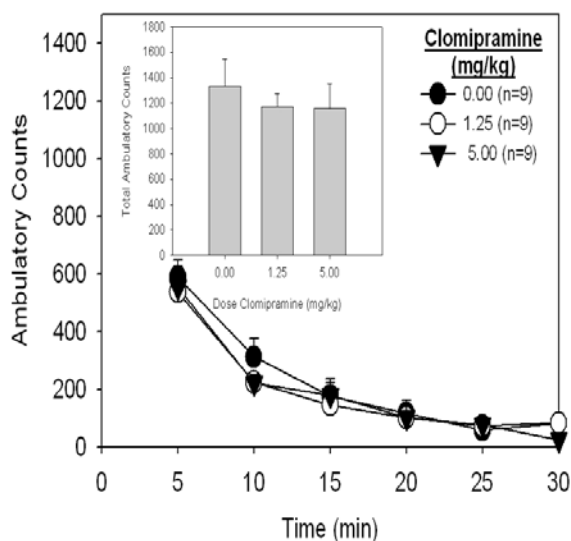 1400
1200
1000
800
600
400
200
0
Ambulatory Counts
0 5 10 15 20 25 30
Time (min)
1800
1600
1400
1200
1000
800
600
400
200
0
Total Ambulatory Counts
0.00 1.25 5.00
Dose Clomipramine (mg/kg)
Clomipramine
(mg/kg)
0.00 (n=9)
1.25 (n=9)
5.00 (n=9)